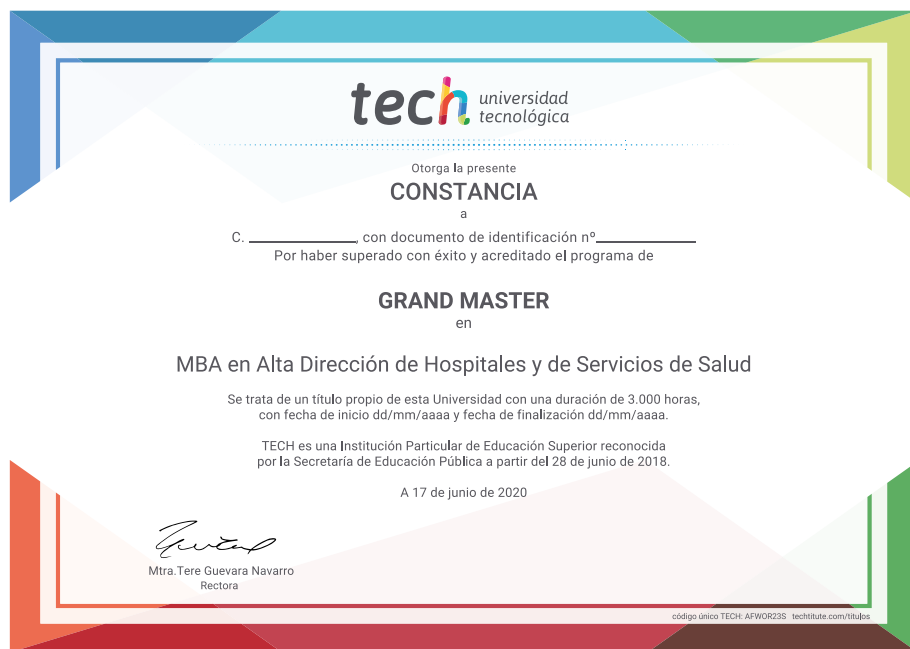 tech universidad
tecnológica
Otorga la presente
CONSTANCIA
a
C. ____________, con documento de identificación nº____________
Por haber superado con éxito y acreditado el programa de
GRAND MASTER
en
MBA en Alta Dirección de Hospitales y de Servicios de Salud
Se trata de un título propio de esta Universidad con una duración de 3.000 horas,
con fecha de inicio dd/mm/aaaa y fecha de finalización dd/mm/aaaa.
TECH es una Institución Particular de Educación Superior reconocida
por la Secretaría de Educación Pública a partir del 28 de junio de 2018.
A 17 de junio de 2020
Mtra.Tere Guevara Navarro
Rectora
código único TECH: AFWOR23S techtitute.com/titulos